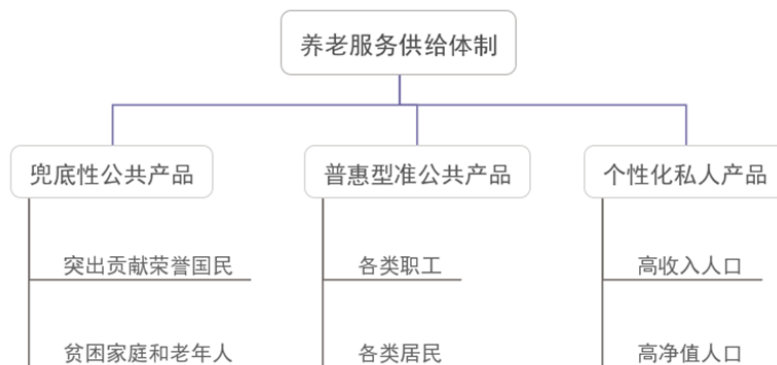 养老服务供给体制
兜底性公共产品
普惠型准公共产品
个性化私人产品
突出贡献荣誉国民
各类职工
高收入人口
贫困家庭和老年人
各类居民
高净值人口